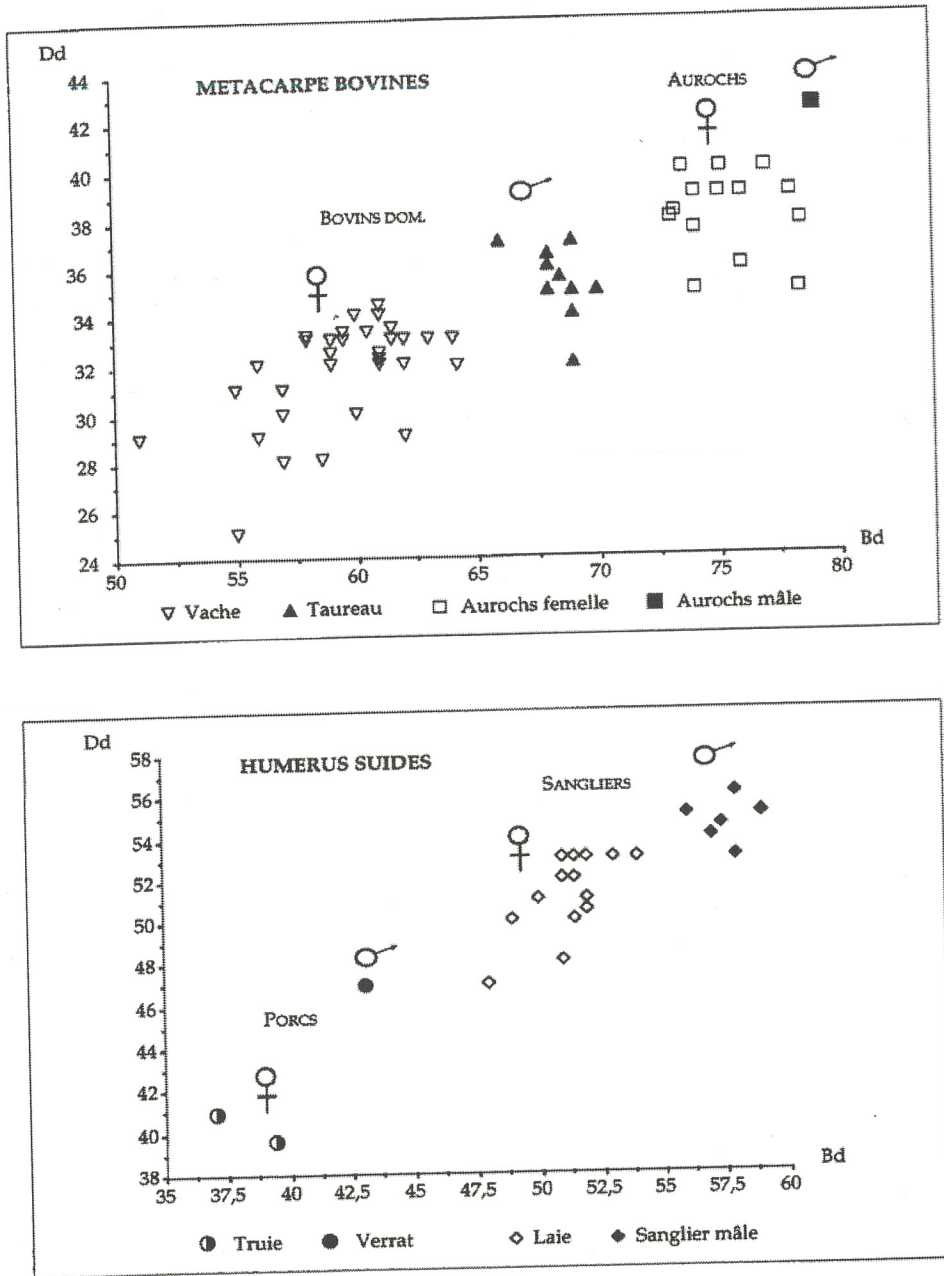 Dd
METACARPE BOVINES
AUROCHS
BOVINS DOM.
44
42
40
38
36
34
32
30
28
26
24
50 55 60 65 70 75 80
Bd
Vache Taureau Aurochs femelle Aurochs mâle
Dd
HUMERUS SUIDES
SANGLIERS
PORCS
58
56
54
52
50
48
46
44
42
40
38
35 37,5 40 42,5 45 47,5 50 52,5 55 57,5 60
Bd
Truie Verrat Laie Sanglier mâle